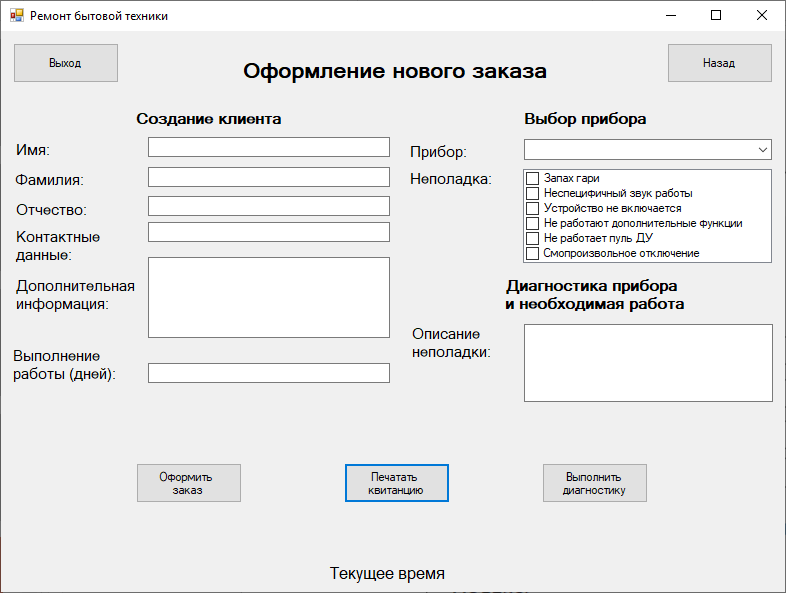 Ремонт бытовой техники
Выход
Оформление нового заказа
Назад
Создание клиента
Имя:
Фамилия:
Отчество:
Контактные
данные:
Дополнительная
информация:
Выполнение
работы (дней):
Выбор прибора
Прибор:
Неполадка:
Запах гари
Неспецифичный звук работы
Устройство не включается
Не работают дополнительные функции
Не работает пуль ДУ
Смопроизвольное отключение
Диагностика прибора
и необходимая работа
Описание
неполадки:
Оформить
заказ
Печатать
квитанцию
Выполнить
диагностику
Текущее время